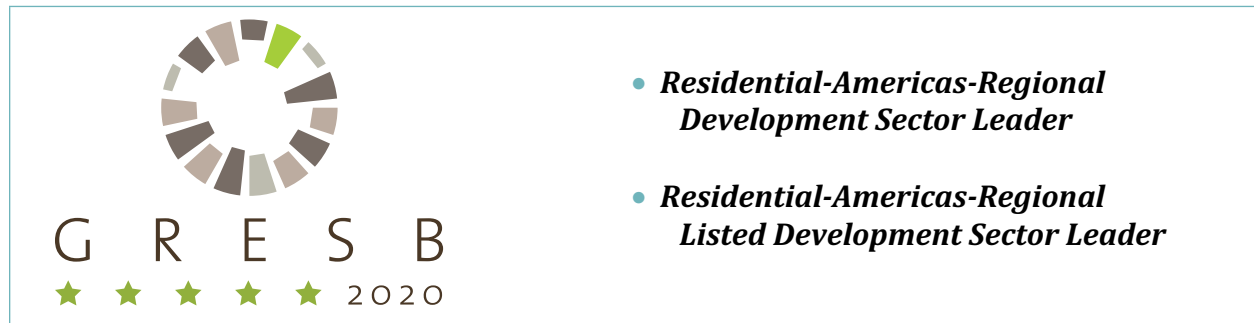 G R E S B
2020
• Residential-Americas-Regional
Development Sector Leader
• Residential-Americas-Regional
Listed Development Sector Leader